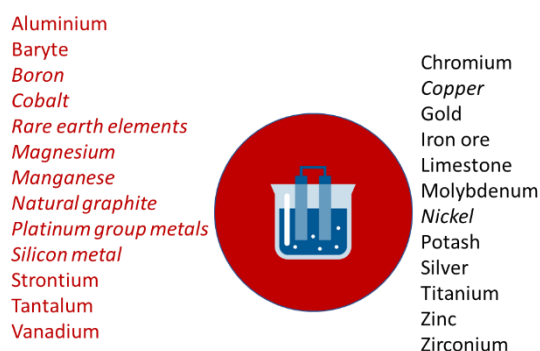 Aluminium
Baryte
Boron
Cobalt
Rare earth elements
Magnesium
Manganese
Natural graphite
Platinum group metals
Silicon metal
Strontium
Tantalum
Vanadium
Chromium
Copper
Gold
Iron ore
Limestone
Molybdenum
Nickel
Potash
Silver
Titanium
Zinc
Zirconium